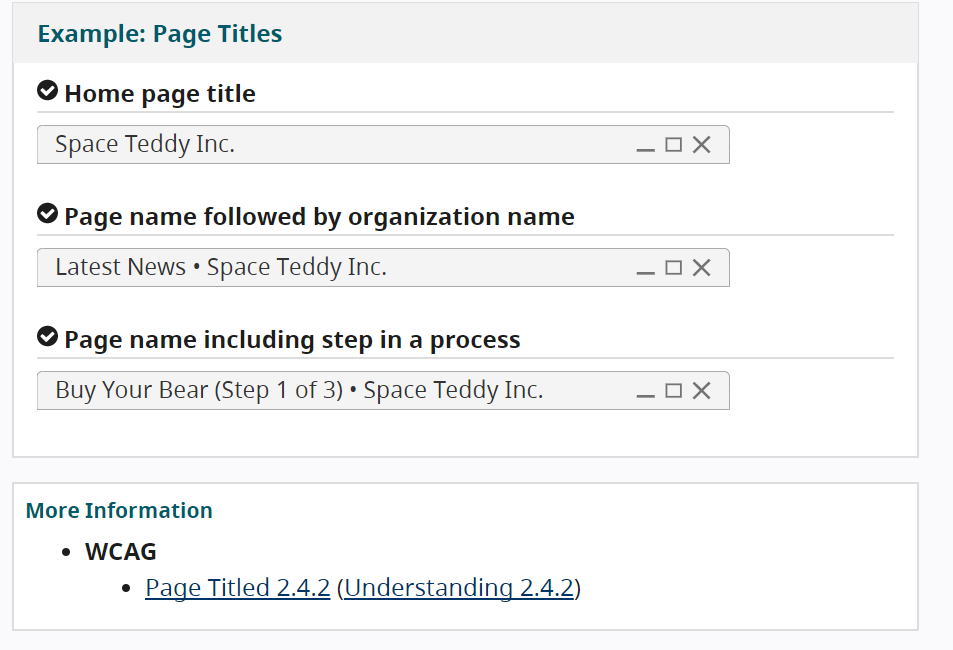 Example: Page Titles
Home page title
Space Teddy Inc.
Page name followed by organization name
Latest News • Space Teddy Inc.
Page name including step in a process
Buy Your Bear (Step 1 of 3) • Space Teddy Inc.
More Information
• WCAG
• Page Titled 2.4.2 (Understanding 2.4.2)